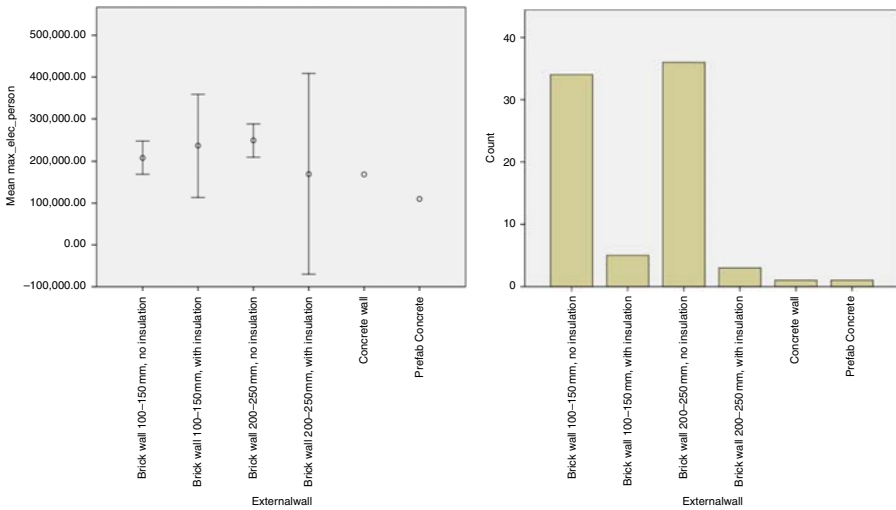 500,000.00
400,000.00
300,000.00
200,000.00
100,000.00
0.00
−100,000.00
Mean max_elec_person
Brick wall 100–150 mm, no insulation
Brick wall 100–150 mm, with insulation
Brick wall 200–250 mm, no insulation
Brick wall 200–250 mm, with insulation
Concrete wall
Prefab Concrete
Externalwall
40
30
20
10
0
Count
Brick wall 100–150 mm, no insulation
Brick wall 100–150 mm, with insulation
Brick wall 200–250 mm, no insulation
Brick wall 200–250 mm, with insulation
Concrete wall
Prefab Concrete
Externalwall